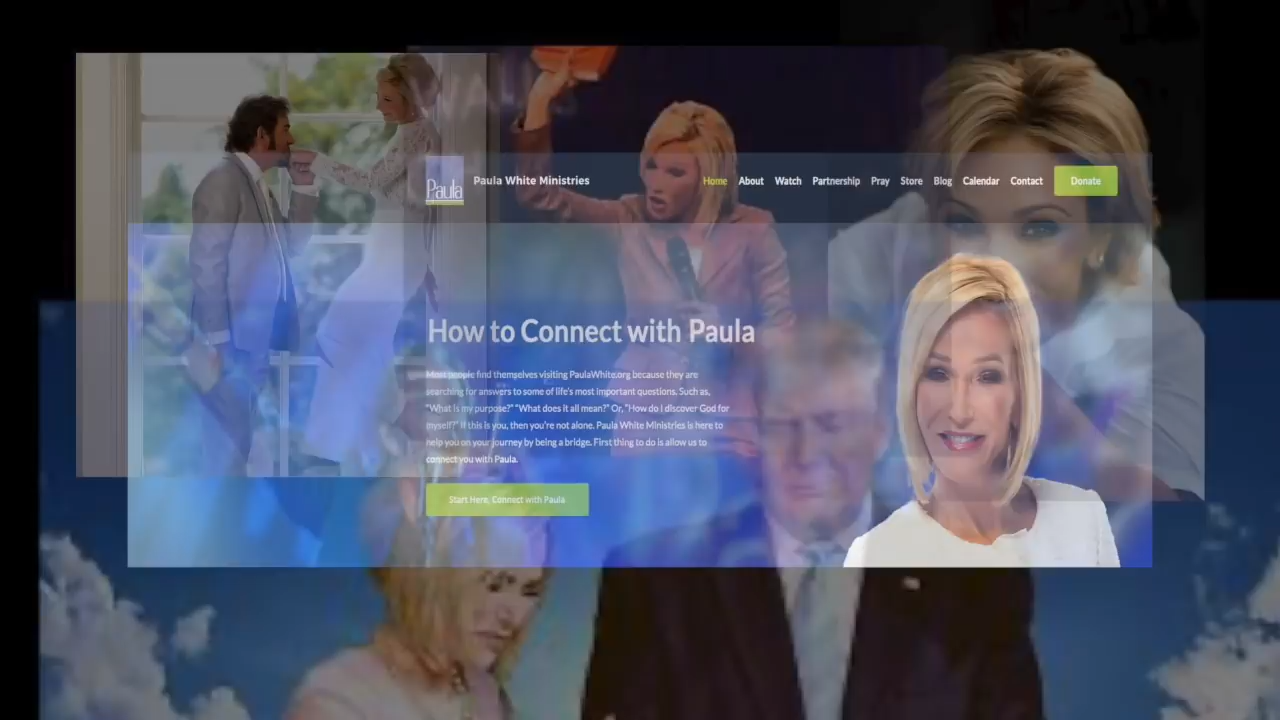 Paula
Paula White Ministries
Home About Watch Partnership Pray Store Blog Calendar Contact Donate
How to Connect with Paula
Most people find themselves visiting PaulaWhite.org because they are
searching for answers to some of life's most important questions. Such as,
"What is my purpose?" "What does it all mean?" Or, "How do I discover God for
myself?" If this is you, then you're not alone. Paula White Ministries is here to
help you on your journey by being a bridge. First thing to do is allow us to
connect you with Paula.
Start Here, Connect with Paula